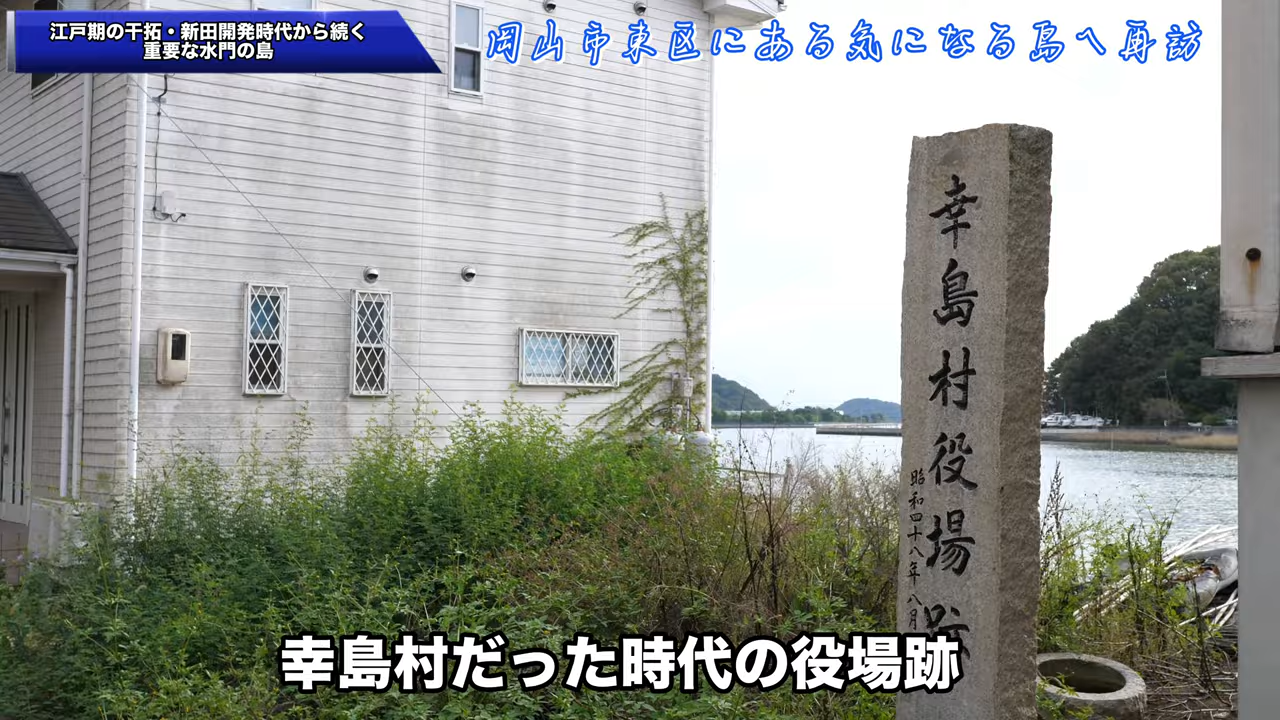 江戸期の干拓・新田開発時代から続く
重要な水門の島
岡山市東区にある気になる島へ再訪
幸島村役場跡
昭和四十八年八月
幸島村だった時代の役場跡